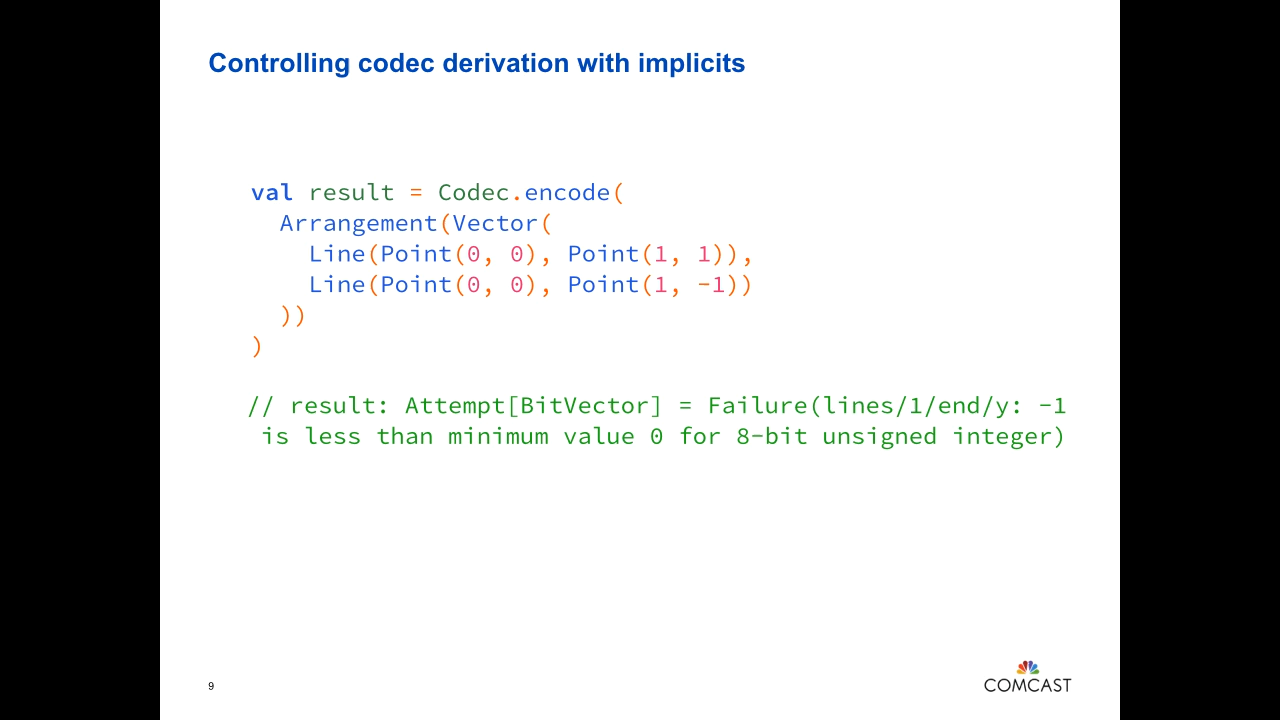 Controlling codec derivation with implicits
val result = Codec.encode(
  Arrangement(Vector(
    Line(Point(0, 0), Point(1, 1)),
    Line(Point(0, 0), Point(1, -1))
  ))
)
// result: Attempt[BitVector] = Failure(lines/1/end/y: -1
is less than minimum value 0 for 8-bit unsigned integer)
9
COMCAST